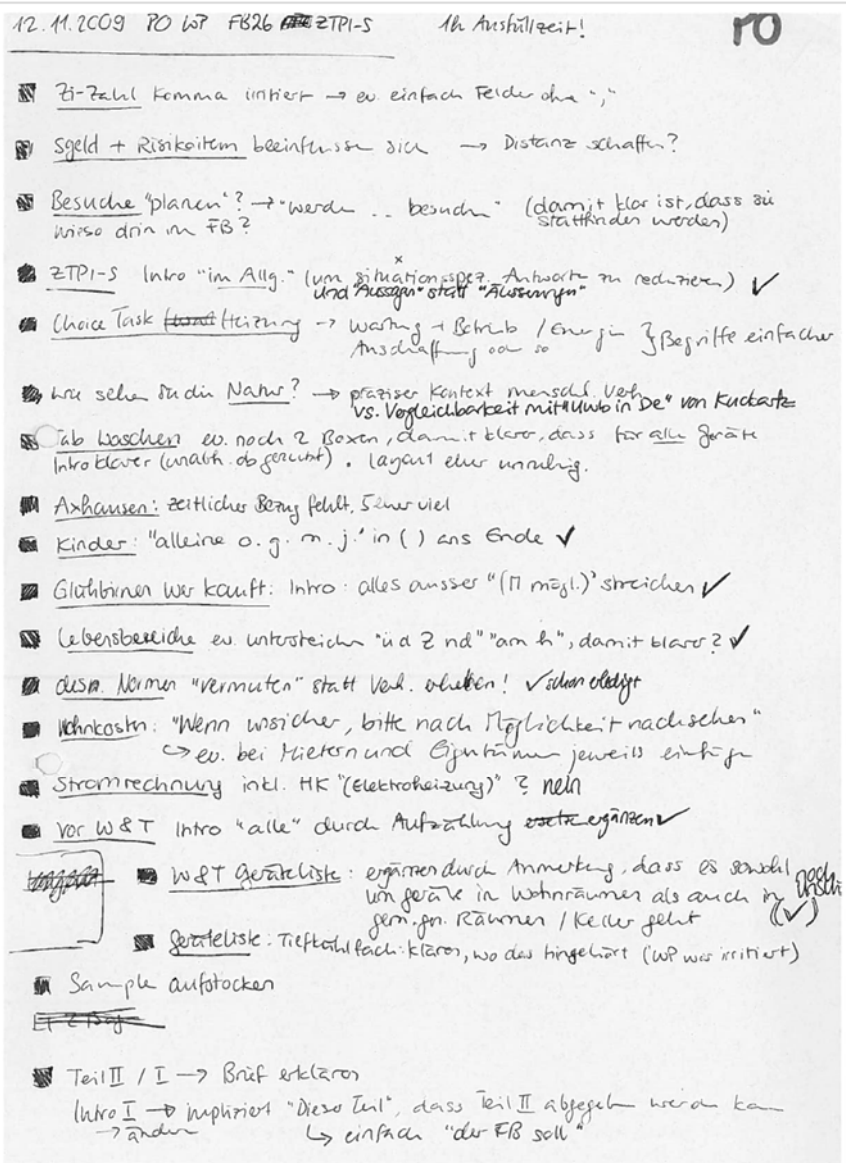 12.11.2009 PO WP FB26 ZTPI-S 1h Ausfüllzeit! PO
Zi-Zahl Komma irritiert → ev. einfach Felder ohne ","
Sgeld + Risikoitem beeinflussen sich → Distanz schaffen?
Besuche "planen"? → "werden .. besuchen" (damit klar ist, dass sie
wieso drin im FB? stattfinden werden)
ZTPI-S Intro "im Allg." (um situationsspez. Antworten zu reduzieren) ✓
und "Aussagen" statt "Äusserungen"
Choice Task Heizung → Wartung + Betrieb / Energie } Begriffe einfacher
Anschaffung oder so
Wie sehen Sie die Natur? → präziser Kontext menschl. Verh.
vs. Vergleichbarkeit mit "Uwb in De" von Kuckartz
Tab Waschen ev. noch 2 Boxen, damit klarer, dass für alle Geräte
Intro klarer (unabh. ob genutzt). Layout eher unruhig.
Axhausen: zeitlicher Bezug fehlt, 5 eher viel
Kinder: "alleine o. g. m. j." in ( ) ans Ende ✓
Glühbirnen Wer kauft: Intro: alles ausser "(M mögl.)" streichen ✓
Lebensbereiche ev. unterstreichen "ü d Z nd" "am h", damit klarer? ✓
desn. Normen "vermuten" statt Verh. erheben! ✓ schon erledigt
Wohnkosten: "Wenn unsicher, bitte nach Möglichkeit nachsehen"
↳ ev. bei Mietern und Eigentümern jeweils einfügen
Stromrechnung inkl. HK "(Elektroheizung)" ? nein
Vor W & T Intro "alle" durch Aufzählung ergänzen ✓
W & T Geräteliste: ergänzen durch Anmerkung, dass es sowohl noch
um Geräte in Wohnräumen als auch in
gem. gen. Räumen / Keller geht (✓)
Geräteliste: Tiefkühlfach: klären, wo das hingehört (WP war irritiert)
Sample aufstocken
Teil II / I → Brief erklären
Intro I → impliziert "Dieser Teil", dass Teil II abgegeben werden kann
→ ändern ↳ einfach "der FB soll"